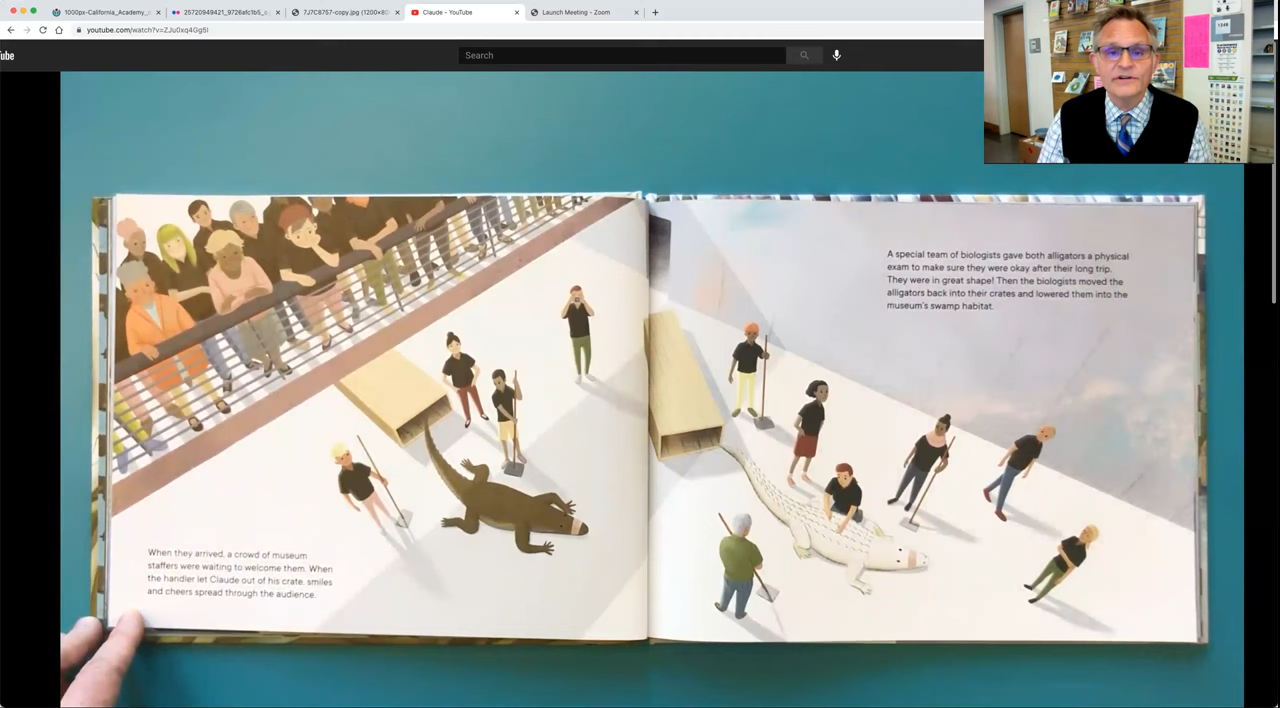 1000px-California_Academy_o
25720949421_9726afc1b5_o.
7J7C8757-copy.jpg (1200×80
Claude - YouTube
Launch Meeting - Zoom
youtube.com/watch?v=ZJu0xq4Gg5I
ube
Search
A special team of biologists gave both alligators a physical
exam to make sure they were okay after their long trip.
They were in great shape! Then the biologists moved the
alligators back into their crates and lowered them into the
museum's swamp habitat.
When they arrived, a crowd of museum
staffers were waiting to welcome them. When
the handler let Claude out of his crate, smiles
and cheers spread through the audience.